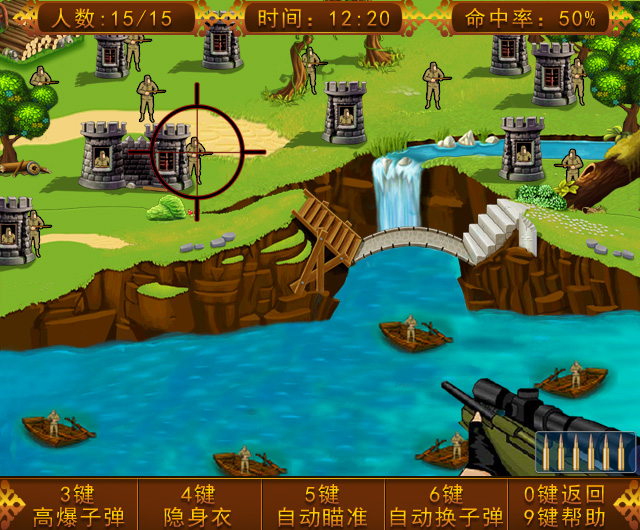 人数:15/15
时间：12:20
命中率：50%
3键
高爆子弹
4键
隐身衣
5键
自动瞄准
6键
自动换子弹
0键返回
9键帮助